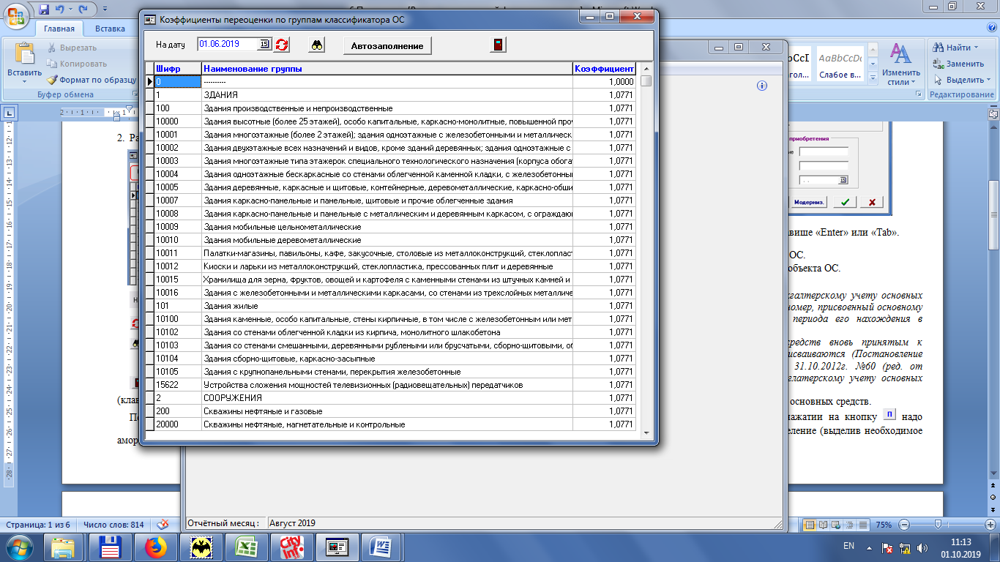 Коэффициенты переоценки по группам классификатора ОС
Главная
Вставка
Вырезать
Копировать
Формат по образцу
Вставить
Буфер обмена
На дату
01.06.2019
15
Автозаполнение
Шифр Наименование группы Коэффициент
0 ---------- 1,0000
1 ЗДАНИЯ 1,0771
100 Здания производственные и непроизводственные 1,0771
10000 Здания высотные (более 25 этажей), особо капитальные, каркасно-монолитные, повышенной проч 1,0771
10001 Здания многоэтажные (более 2 этажей); здания одноэтажные с железобетонными и металлическ 1,0771
10002 Здания двухэтажные всех назначений и видов, кроме зданий деревянных; здания одноэтажные с 1,0771
10003 Здания многоэтажные типа этажерок специального технологического назначения (корпуса обогат 1,0771
10004 Здания одноэтажные бескаркасные со стенами облегченной каменной кладки, с железобетонны 1,0771
10005 Здания деревянные, каркасные и щитовые, контейнерные, деревометаллические, каркасно-обши 1,0771
10007 Здания каркасно-панельные и панельные, щитовые и прочие облегченные здания 1,0771
10008 Здания каркасно-панельные и панельные с металлическим и деревянным каркасом, с ограждаю 1,0771
10009 Здания мобильные цельнометаллические 1,0771
10010 Здания мобильные деревометаллические 1,0771
10011 Палатки-магазины, павильоны, кафе, закусочные, столовые из металлоконструкций, стеклопласт 1,0771
10012 Киоски и ларьки из металлоконструкций, стеклопластика, прессованных плит и деревянные 1,0771
10015 Хранилища для зерна, фруктов, овощей и картофеля с каменными стенами из штучных камней и 1,0771
10016 Здания с железобетонными и металлическими каркасами, со стенами из трехслойных металличе 1,0771
101 Здания жилые 1,0771
10100 Здания каменные, особо капитальные, стены кирпичные, в том числе с железобетонным или мет 1,0771
10102 Здания со стенами облегченной кладки из кирпича, монолитного шлакобетона 1,0771
10103 Здания со стенами смешанными, деревянными рублеными или брусчатыми, сборно-щитовыми, об 1,0771
10104 Здания сборно-щитовые, каркасно-засыпные 1,0771
10105 Здания с крупнопанельными стенами, перекрытия железобетонные 1,0771
15622 Устройства сложения мощностей телевизионных (радиовещательных) передатчиков 1,0771
2 СООРУЖЕНИЯ 1,0771
200 Скважины нефтяные и газовые 1,0771
20000 Скважины нефтяные, нагнетательные и контрольные 1,0771
Изменить
стили
Слабое в...
Найти
Заменить
Выделить
Редактирование
приобретения
Модерниз.
2. Ра
(клав
амор
авише «Enter» или «Tab».
ОС.
объекта ОС.
хгалтерскому учету основных
номер, присвоенный основному
периода его нахождения в
средств вновь принятым к
исваиваются (Постановление
31.10.2012г. №60 (ред. от
основных средств.
нажатии на кнопку П надо
еление (выделив необходимое
Отчётный месяц : Август 2019
Страница: 1 из 6
Число слов: 814
75%
EN
11:13
01.10.2019